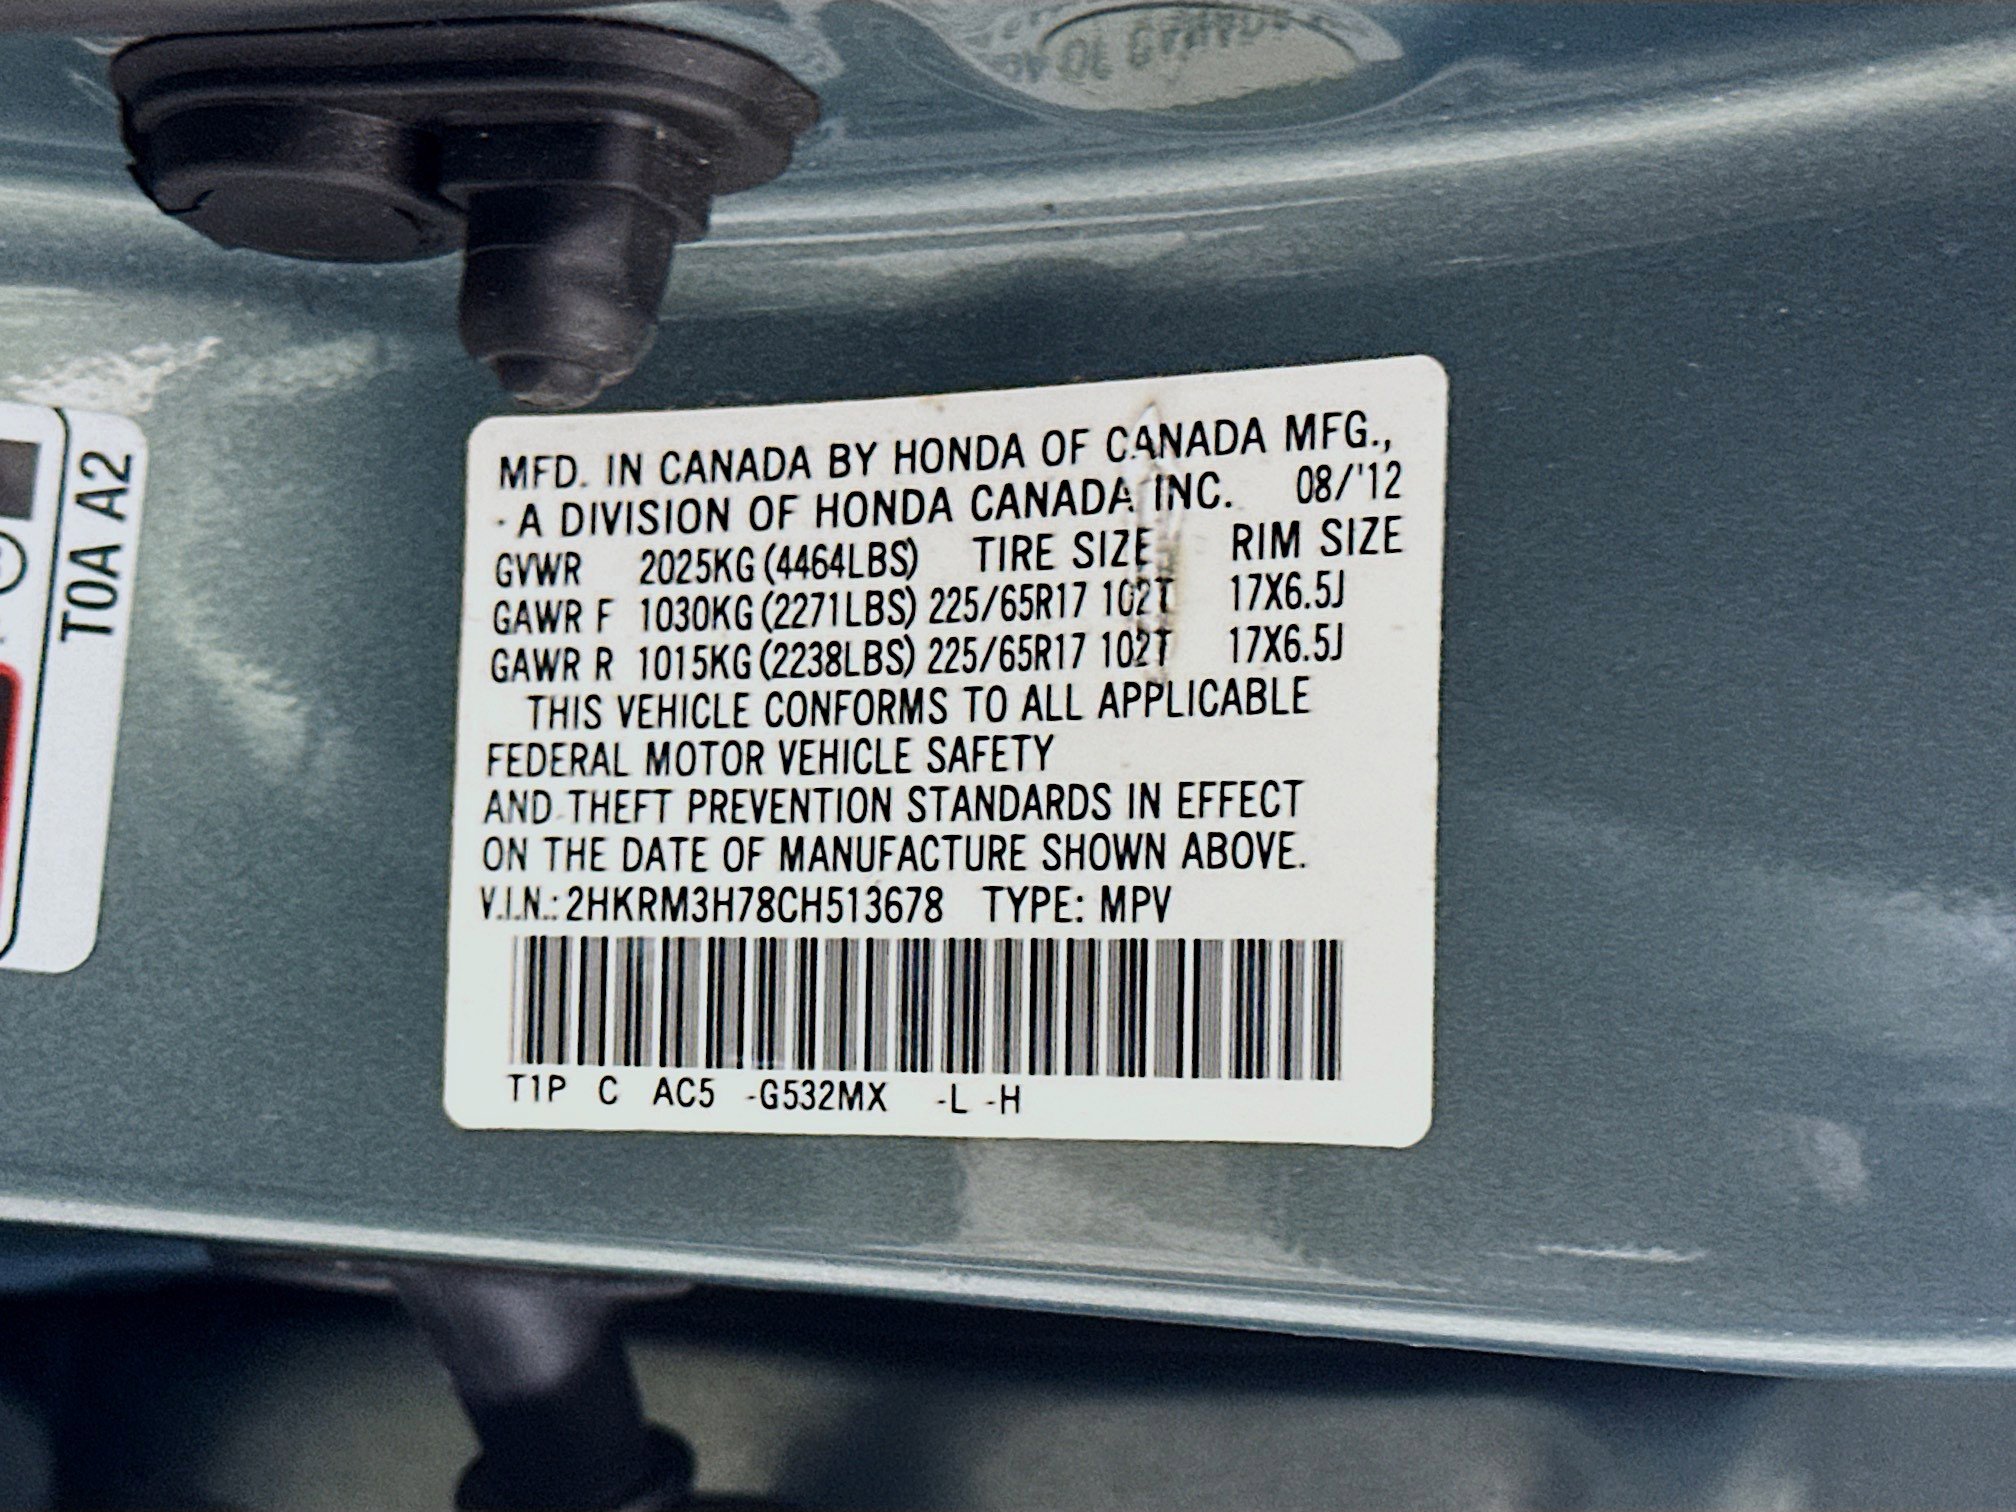 MFD. IN CANADA BY HONDA OF CANADA MFG.,
- A DIVISION OF HONDA CANADA INC. 08/'12
GVWR 2025KG (4464LBS) TIRE SIZE RIM SIZE
GAWR F 1030KG (2271LBS) 225/65R17 102T 17X6.5J
GAWR R 1015KG (2238LBS) 225/65R17 102T 17X6.5J
THIS VEHICLE CONFORMS TO ALL APPLICABLE
FEDERAL MOTOR VEHICLE SAFETY
AND THEFT PREVENTION STANDARDS IN EFFECT
ON THE DATE OF MANUFACTURE SHOWN ABOVE.
V.I.N.: 2HKRM3H78CH513678 TYPE: MPV
T1P C AC5 -G532MX -L -H
T0A A2
OF CANADA